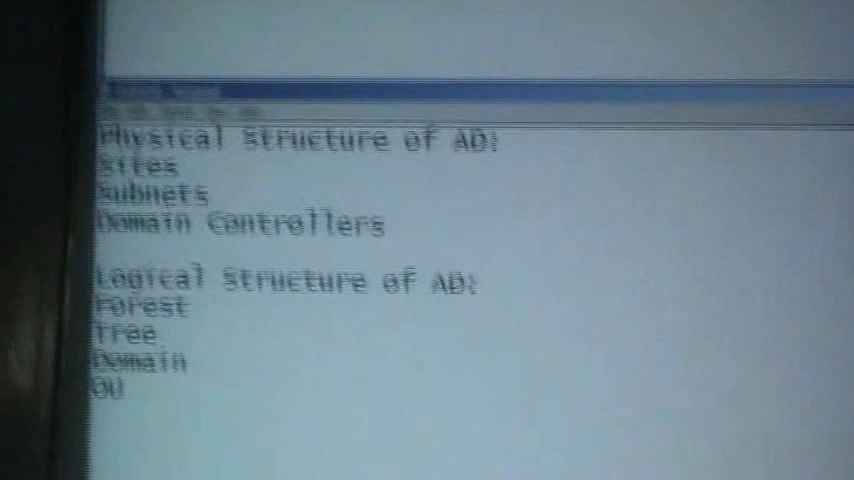 Physical Structure of AD:
Sites
Subnets
Domain Controllers
Logical Structure of AD:
Forest
Tree
Domain
OU